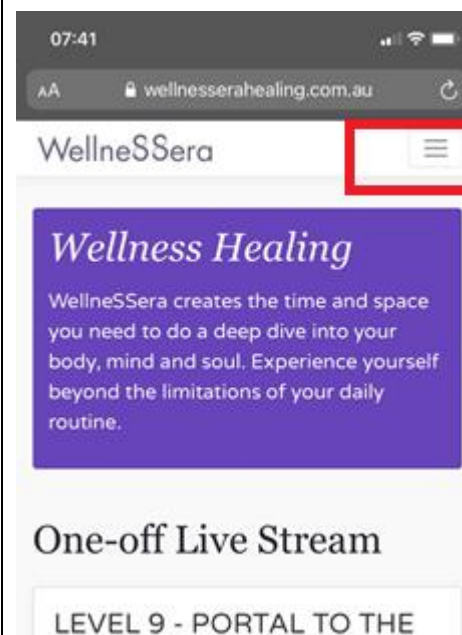 07:41
AA wellnesserahealing.com.au
WellneSSera
Wellness Healing
WellneSSera creates the time and space
you need to do a deep dive into your
body, mind and soul. Experience yourself
beyond the limitations of your daily
routine.
One-off Live Stream
LEVEL 9 - PORTAL TO THE